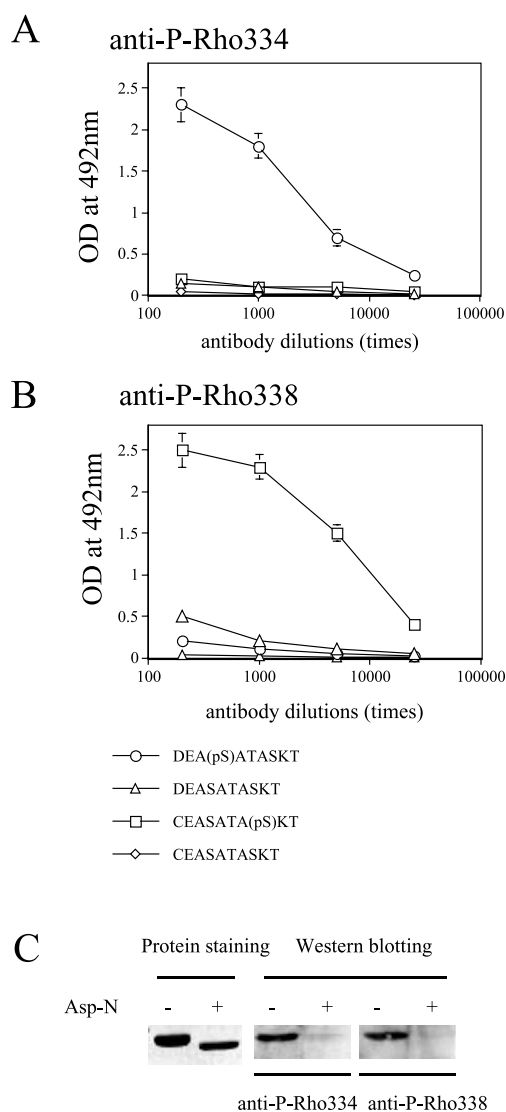 A
anti-P-Rho334
OD at 492nm
2.5
2
1.5
1
0.5
0
100 1000 10000 100000
antibody dilutions (times)
B
anti-P-Rho338
OD at 492nm
2.5
2
1.5
1
0.5
0
100 1000 10000 100000
antibody dilutions (times)
DEA(pS)ATASKT
DEASATASKT
CEASATA(pS)KT
CEASATASKT
C
Protein staining Western blotting
Asp-N - + - + - +
anti-P-Rho334 anti-P-Rho338